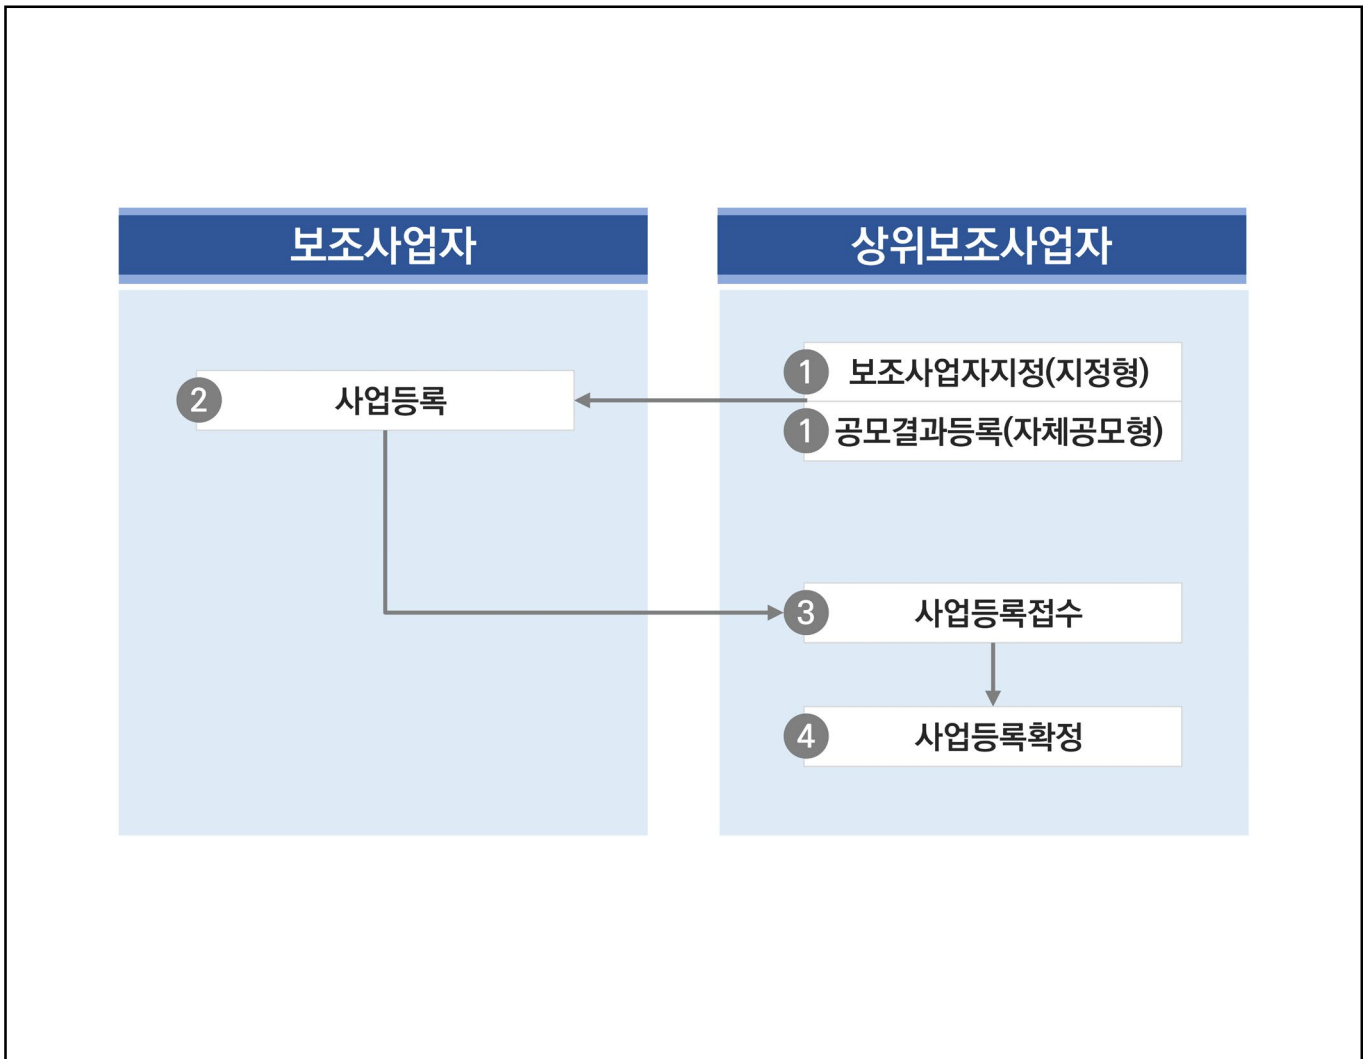 보조사업자
상위보조사업자
1 보조사업자지정(지정형)
2 사업등록
1 공모결과등록(자체공모형)
3 사업등록접수
4 사업등록확정